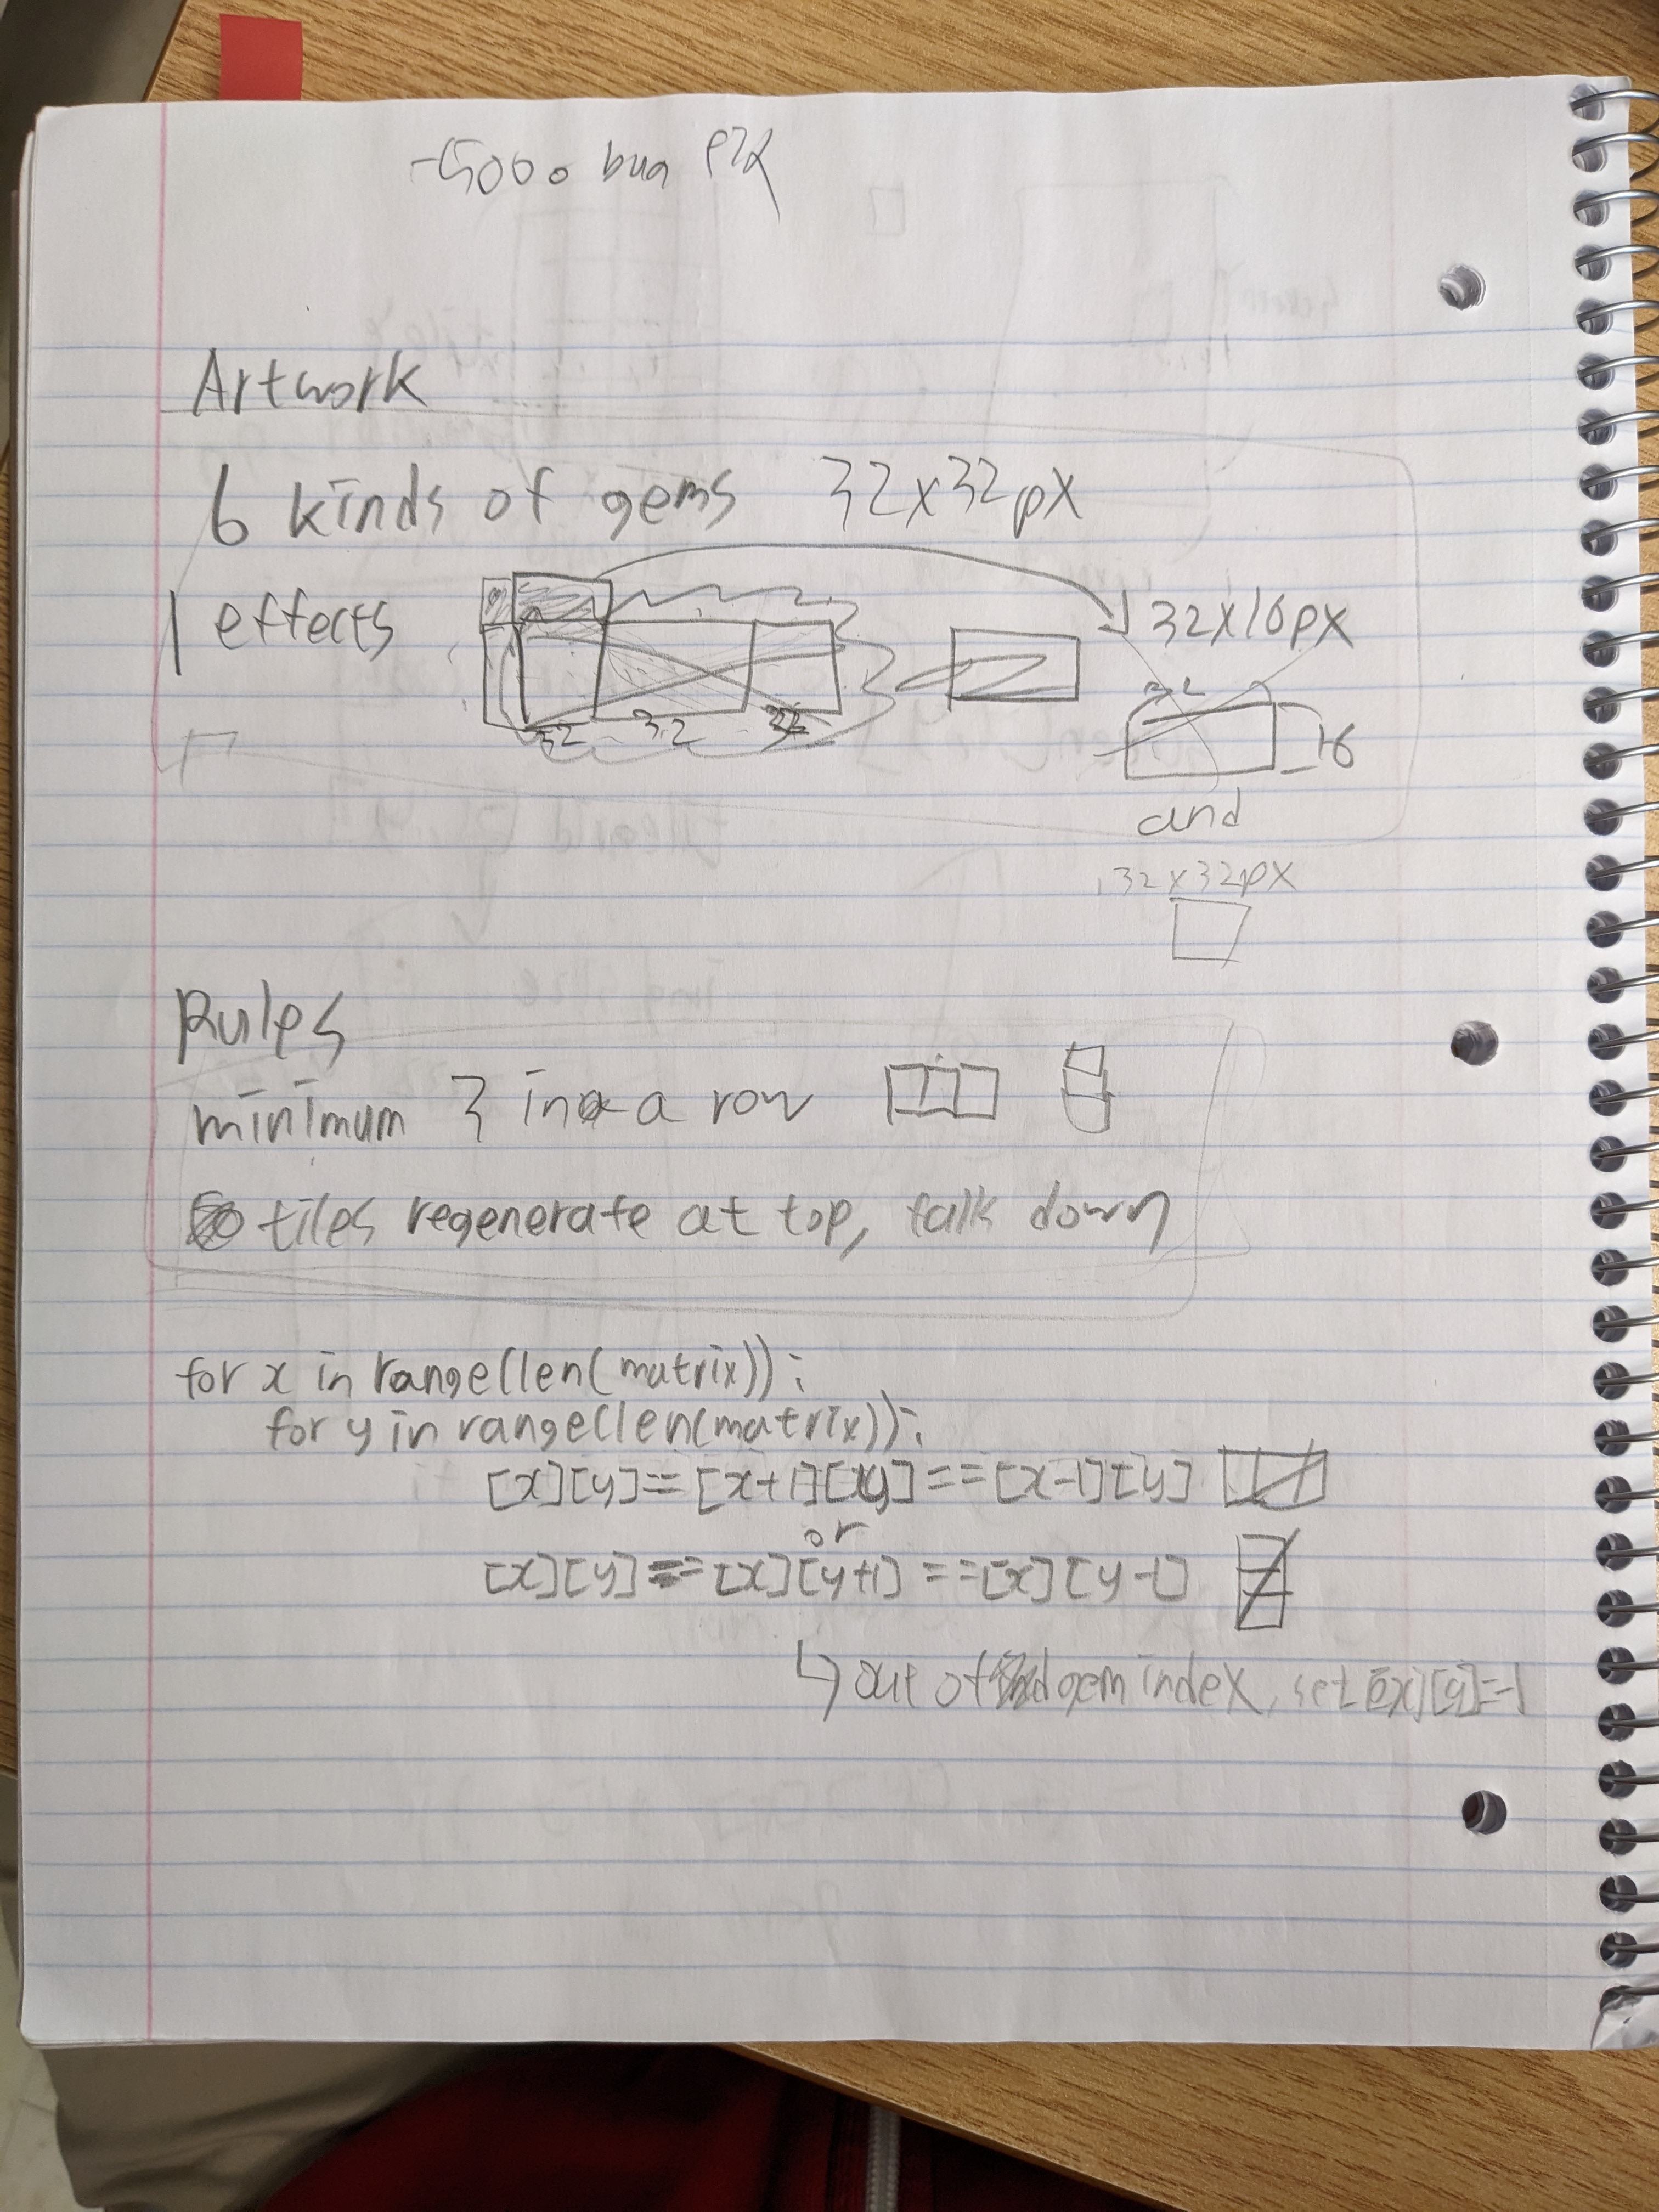 -5000 bug
Artwork
6 kinds of gems 32x32px
1 effects
32x16px
32 32 32
32
16
and
32x32px
Rules
minimum 3 in a row
tiles regenerate at top, fall down
for x in range(len(matrix)):
for y in range(len(matrix)):
[x][y]==[x+1][y]==[x-1][y]
or
[x][y]==[x][y+1]==[x][y-1]
↳ out of gem index, set [x][y]=-1